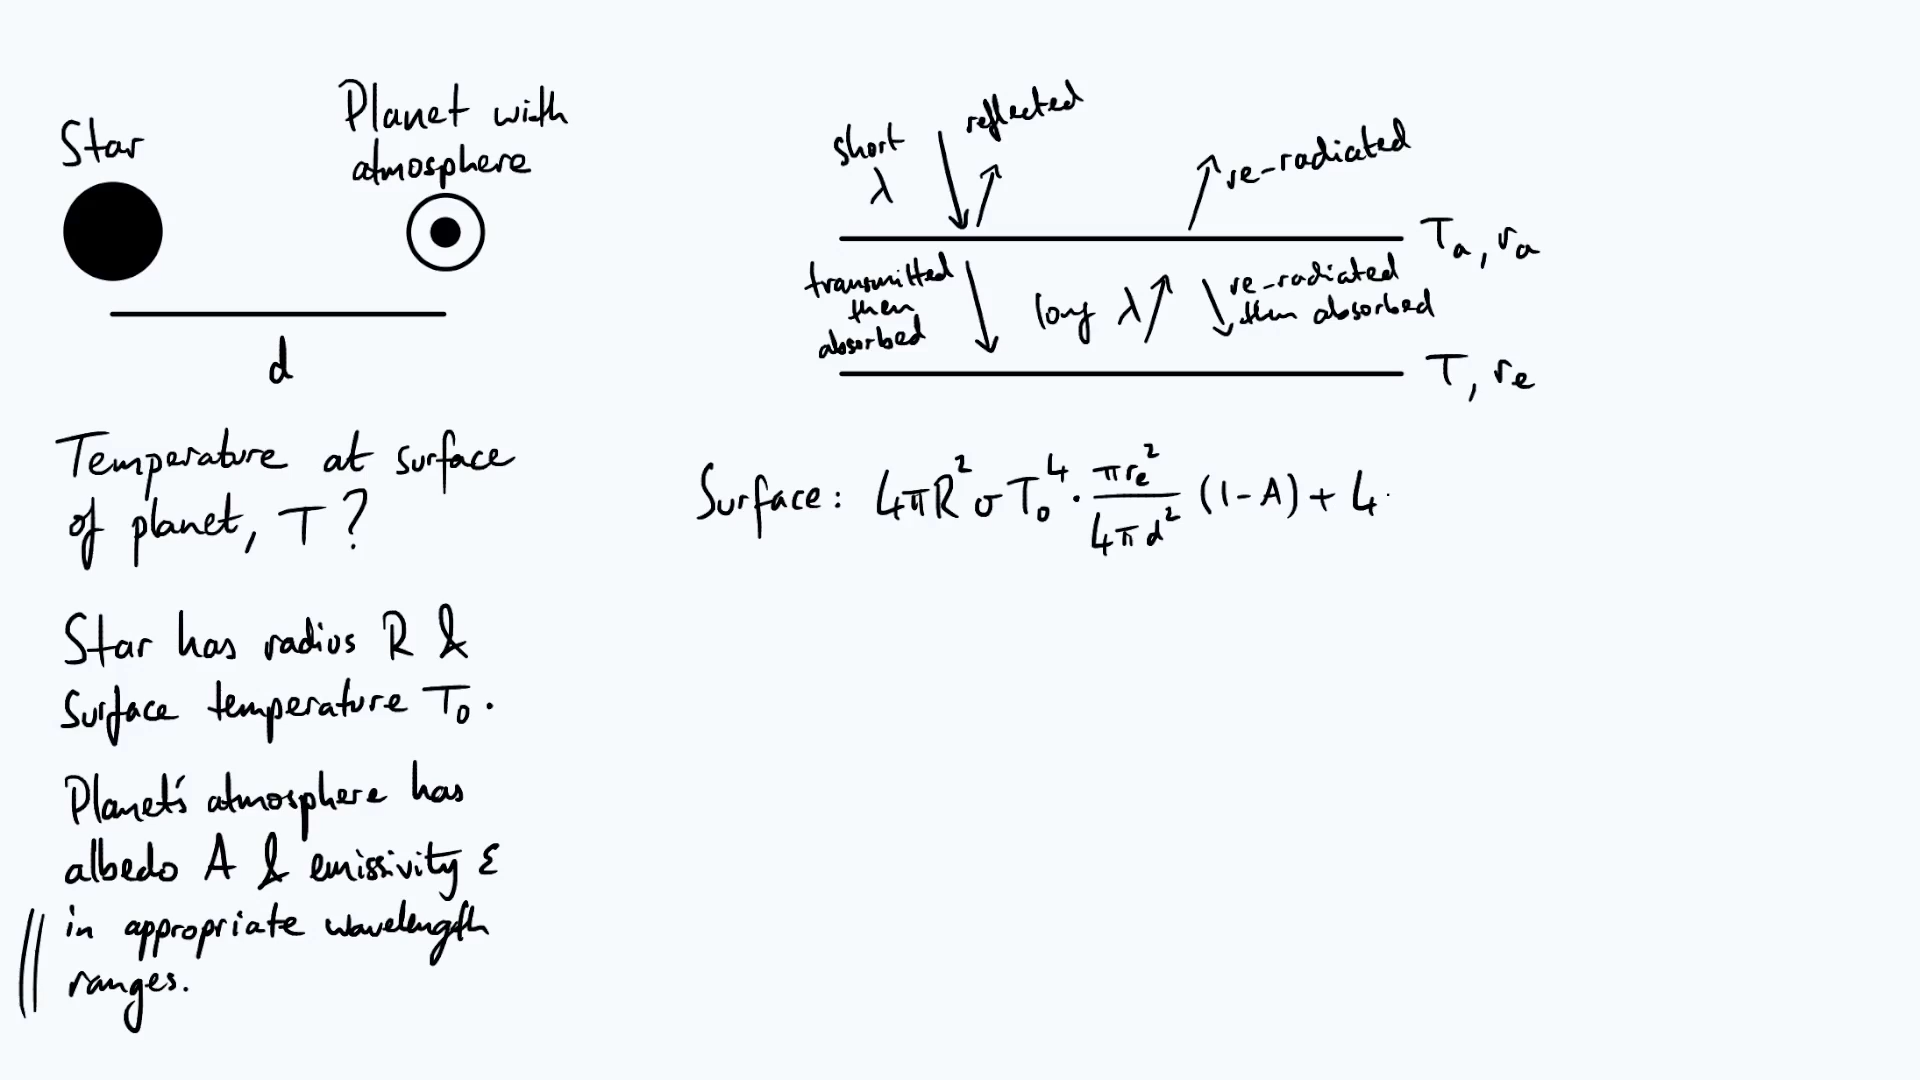 Star
Planet with
atmosphere
d
Temperature at surface
of planet, T?
Star has radius R &
Surface temperature T₀.
Planet's atmosphere has
albedo A & emissivity ε
in appropriate wavelength
ranges.
short
λ
reflected
re-radiated
Tₐ, rₐ
transmitted
then
absorbed
long λ
re-radiated
then absorbed
T, rₑ
Surface: 4πR²σT₀⁴ · πrₑ²/4πd² (1-A) + 4